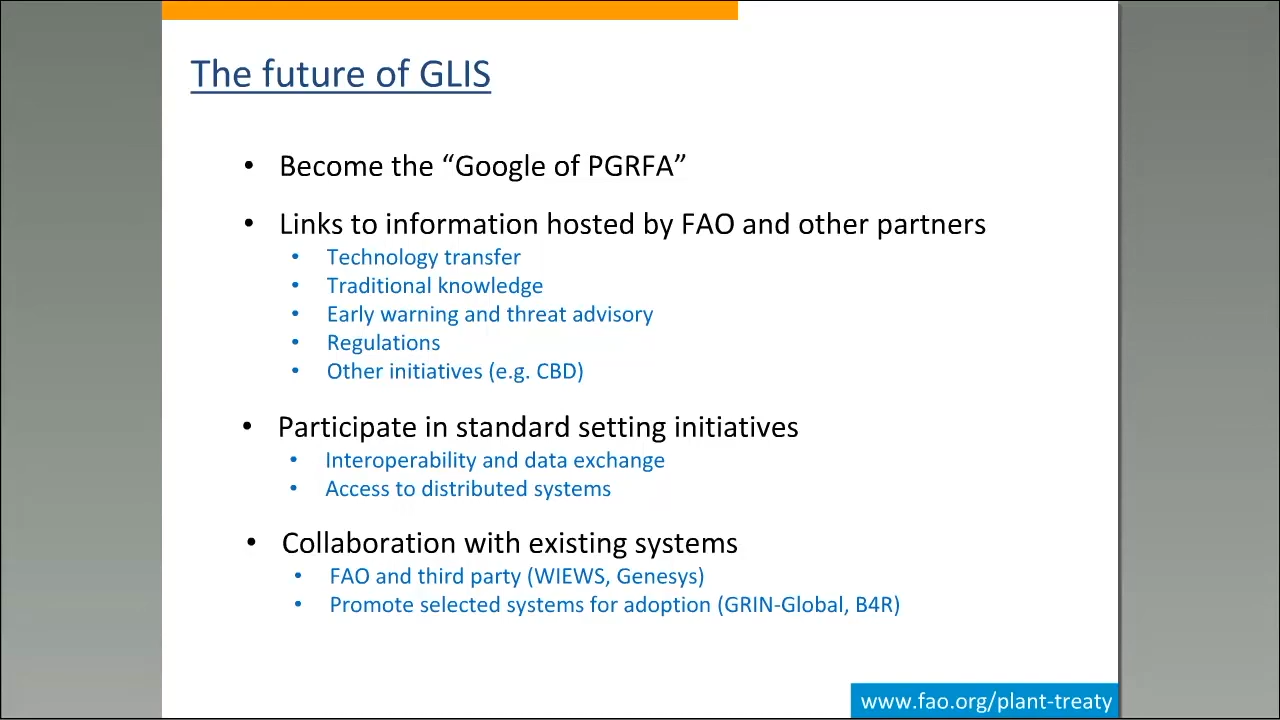 The future of GLIS
• Become the “Google of PGRFA”
• Links to information hosted by FAO and other partners
• Technology transfer
• Traditional knowledge
• Early warning and threat advisory
• Regulations
• Other initiatives (e.g. CBD)
• Participate in standard setting initiatives
• Interoperability and data exchange
• Access to distributed systems
• Collaboration with existing systems
• FAO and third party (WIEWS, Genesys)
• Promote selected systems for adoption (GRIN-Global, B4R)
www.fao.org/plant-treaty